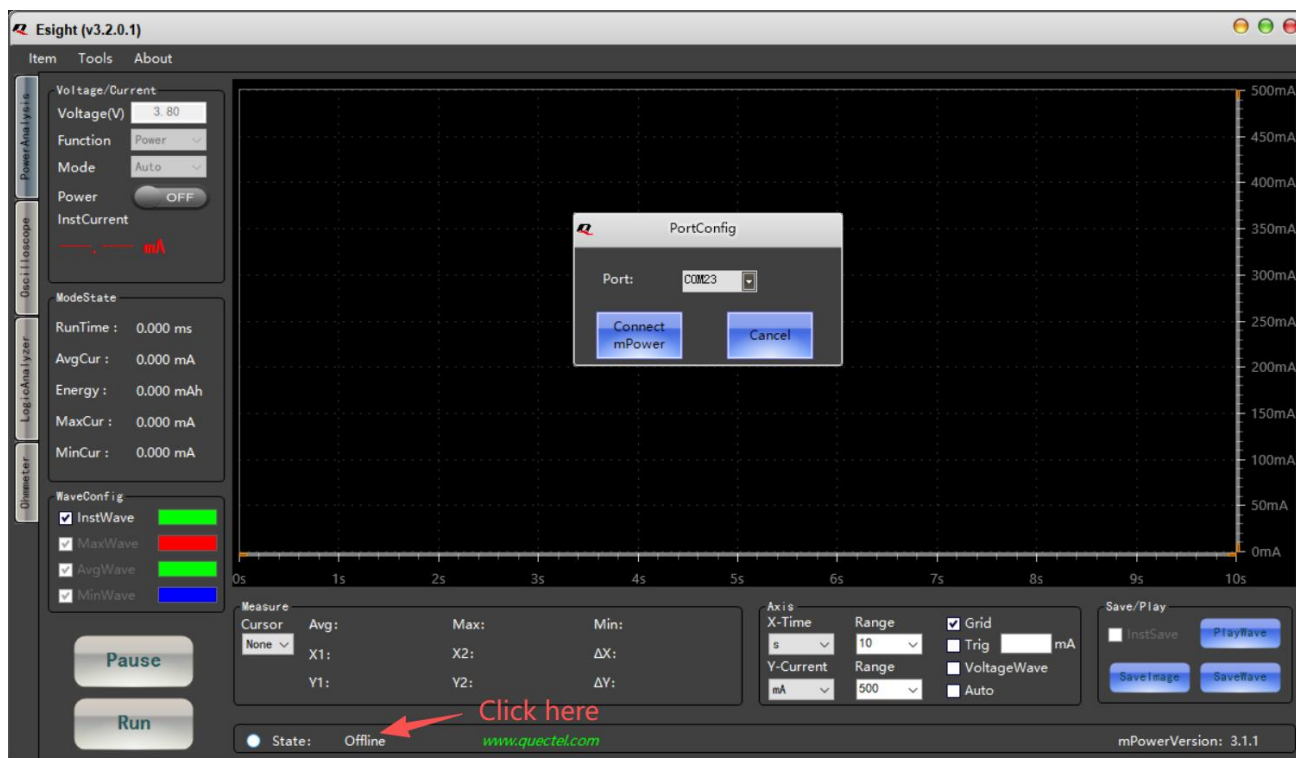 Esight (v3.2.0.1)
Item Tools About
PowerAnalysis
Oscilloscope
LogicAnalyzer
Ohmmeter
Voltage/Current
Voltage(V) 3.80
Function Power
Mode Auto
Power OFF
InstCurrent
mA
ModeState
RunTime : 0.000 ms
AvgCur : 0.000 mA
Energy : 0.000 mAh
MaxCur : 0.000 mA
MinCur : 0.000 mA
WaveConfig
InstWave
MaxWave
AvgWave
MinWave
Pause
Run
500mA
450mA
400mA
350mA
300mA
250mA
200mA
150mA
100mA
50mA
0mA
0s 1s 2s 3s 4s 5s 6s 7s 8s 9s 10s
PortConfig
Port: COM23
Connect
mPower
Cancel
Measure
Cursor Avg: Max: Min:
None X1: X2: ΔX:
Y1: Y2: ΔY:
Axis
X-Time Range Grid
s 10 Trig mA
Y-Current Range VoltageWave
mA 500 Auto
Save/Play
InstSave PlayWave
SaveImage SaveWave
Click here
State: Offline www.quectel.com mPowerVersion: 3.1.1